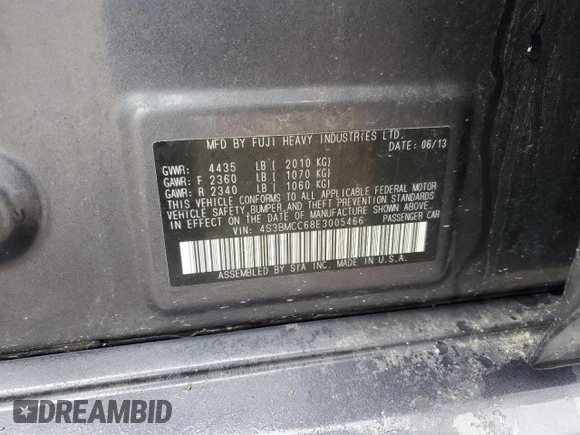 MFD BY FUJI HEAVY INDUSTRIES LTD.
DATE: 06/13
GVWR: 4435 LB ( 2010 KG)
GAWR: F 2360 LB ( 1070 KG)
GAWR: R 2340 LB ( 1060 KG)
THIS VEHICLE CONFORMS TO ALL APPLICABLE FEDERAL MOTOR
VEHICLE SAFETY, BUMPER, AND THEFT PREVENTION STANDARDS
IN EFFECT ON THE DATE OF MANUFACTURE SHOWN ABOVE.
VIN: 4S3BMCC68E3005466 PASSENGER CAR
ASSEMBLED BY SIA INC. MADE IN U.S.A.
DREAMBID